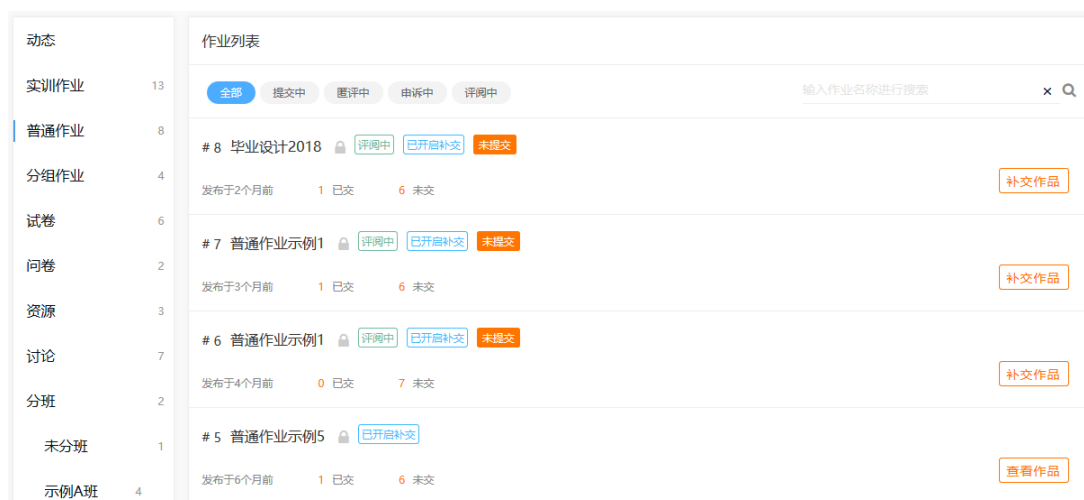 动态
实训作业 13
普通作业 8
分组作业 4
试卷 6
问卷 2
资源 3
讨论 7
分班 2
未分班 1
示例A班 4
作业列表
全部 提交中 匿评中 申诉中 评阅中 输入作业名称进行搜索
# 8 毕业设计2018 评阅中 已开启补交 未提交
发布于2个月前 1 已交 6 未交 补交作品
# 7 普通作业示例1 评阅中 已开启补交 未提交
发布于3个月前 1 已交 6 未交 补交作品
# 6 普通作业示例1 评阅中 已开启补交 未提交
发布于4个月前 0 已交 7 未交 补交作品
# 5 普通作业示例5 已开启补交
发布于6个月前 1 已交 6 未交 查看作品